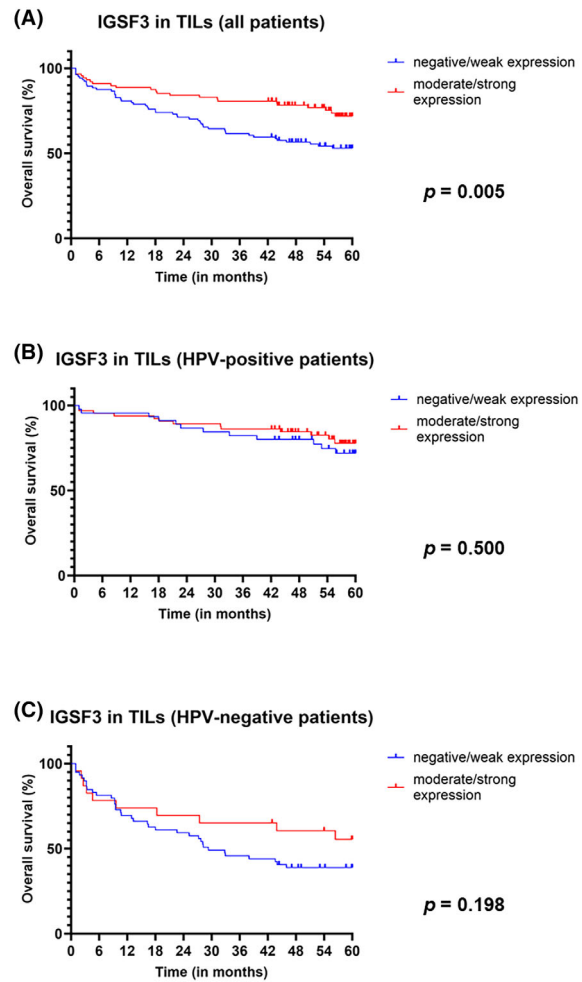 (A)
IGSF3 in TILs (all patients)
Overall survival (%)
100
50
0
0 6 12 18 24 30 36 42 48 54 60
Time (in months)
negative/weak expression
moderate/strong
expression
p = 0.005
(B)
IGSF3 in TILs (HPV-positive patients)
Overall survival (%)
100
50
0
0 6 12 18 24 30 36 42 48 54 60
Time (in months)
negative/weak expression
moderate/strong
expression
p = 0.500
(C)
IGSF3 in TILs (HPV-negative patients)
Overall survival (%)
100
50
0
0 6 12 18 24 30 36 42 48 54 60
Time (in months)
negative/weak expression
moderate/strong
expression
p = 0.198